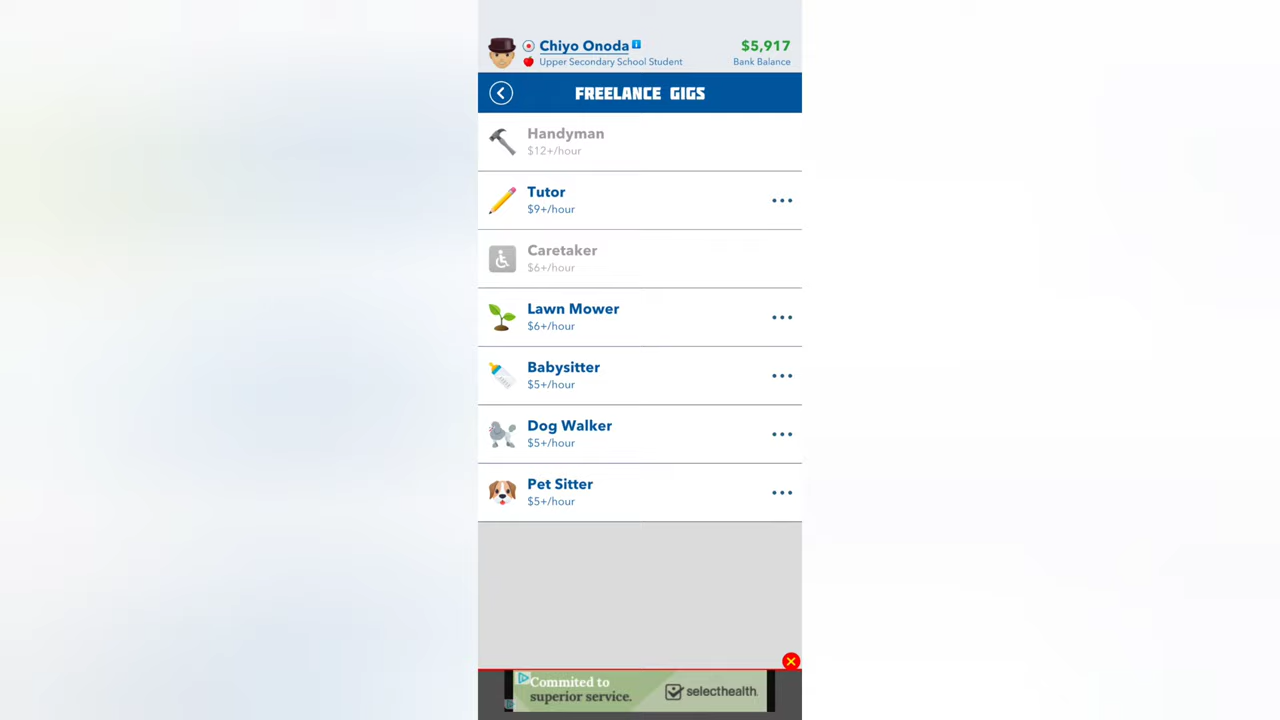 Chiyo Onoda
$5,917
Upper Secondary School Student
Bank Balance
FREELANCE GIGS
Handyman
$12+/hour
Tutor
$9+/hour
Caretaker
$6+/hour
Lawn Mower
$6+/hour
Babysitter
$5+/hour
Dog Walker
$5+/hour
Pet Sitter
$5+/hour
Commited to
superior service.
selecthealth.